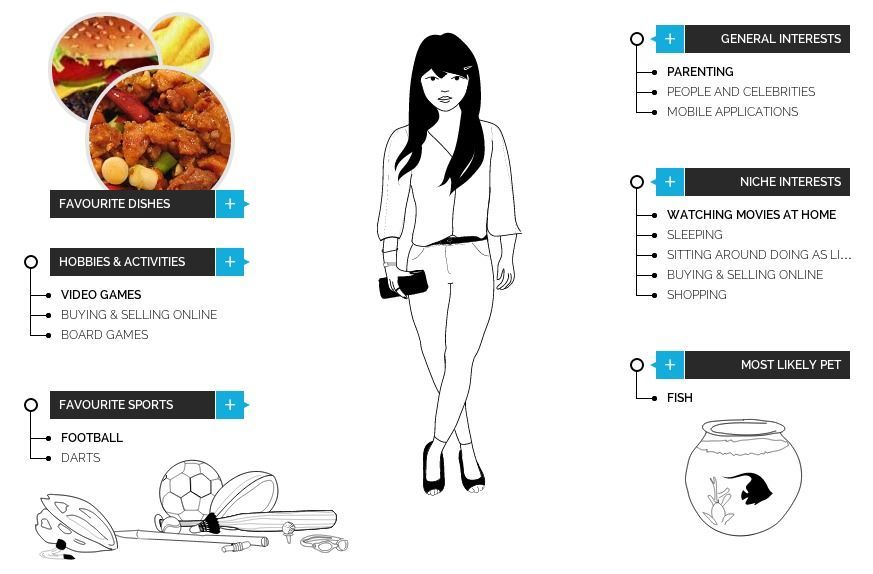 FAVOURITE DISHES +
HOBBIES & ACTIVITIES +
VIDEO GAMES
BUYING & SELLING ONLINE
BOARD GAMES
FAVOURITE SPORTS +
FOOTBALL
DARTS
+ GENERAL INTERESTS
PARENTING
PEOPLE AND CELEBRITIES
MOBILE APPLICATIONS
+ NICHE INTERESTS
WATCHING MOVIES AT HOME
SLEEPING
SITTING AROUND DOING AS LI...
BUYING & SELLING ONLINE
SHOPPING
+ MOST LIKELY PET
FISH